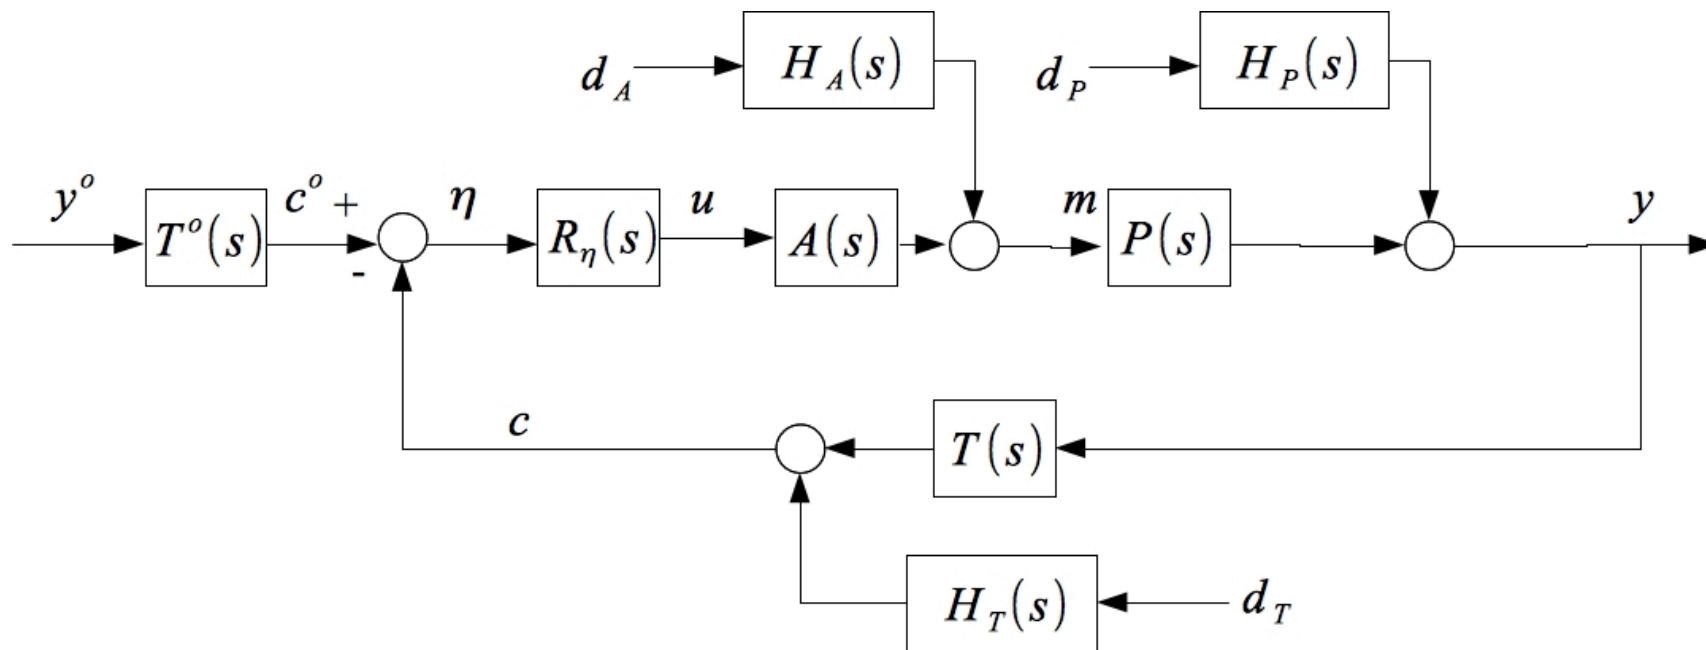 d_A H_A(s) d_P H_P(s)
y^o T^o(s) c^o + - η R_η(s) u A(s) m P(s) y
c T(s)
H_T(s) d_T